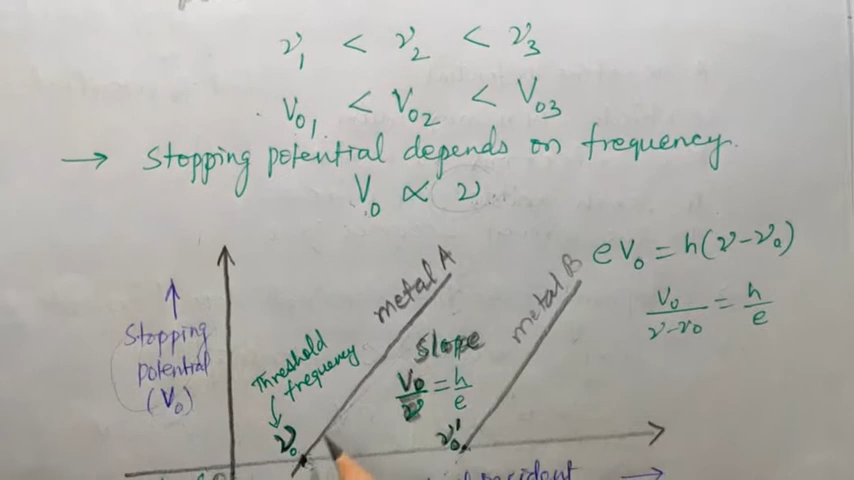 ν₁ < ν₂ < ν₃
V₀₁ < V₀₂ < V₀₃
→ Stopping potential depends on frequency.
V₀ ∝ ν
eV₀ = h(ν-ν₀)
V₀/ν-ν₀ = h/e
metal A
metal B
Stopping
potential
(V₀)
Threshold
frequency
ν₀
Slope
V₀/ν = h/e
ν₀'
incident